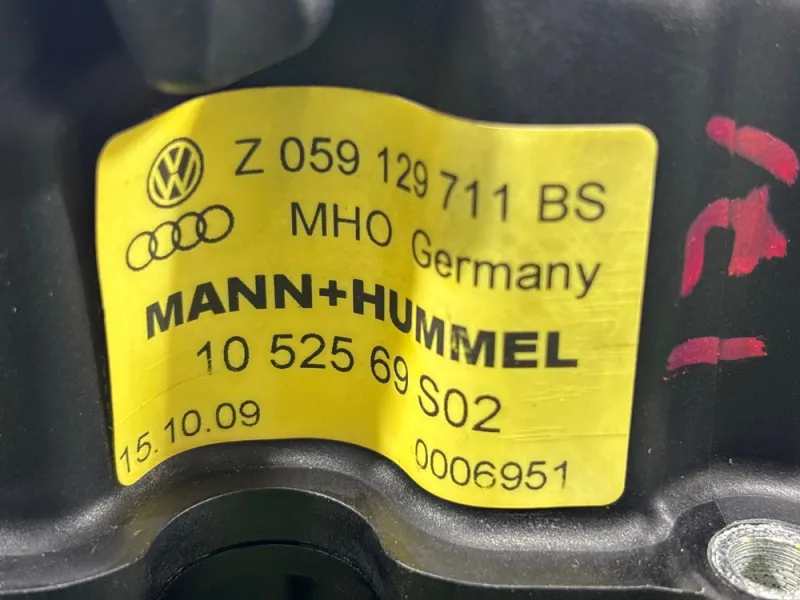 Z 059 129 711 BS
MHO Germany
MANN+HUMMEL
10 525 69 S02
15.10.09
0006951